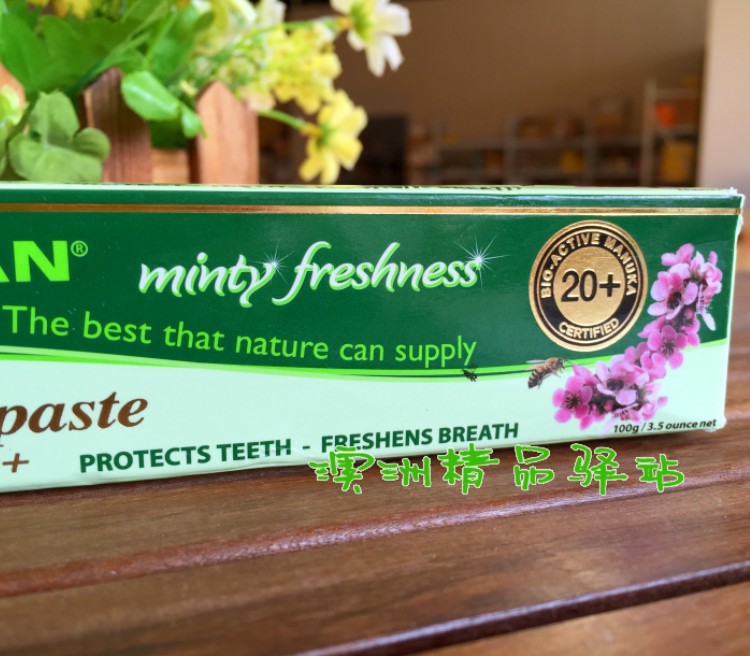 AN®
minty freshness
The best that nature can supply
BIO-ACTIVE MANUKA
20+
CERTIFIED
paste
+
PROTECTS TEETH - FRESHENS BREATH
100g / 3.5 ounce net
澳洲精品驿站